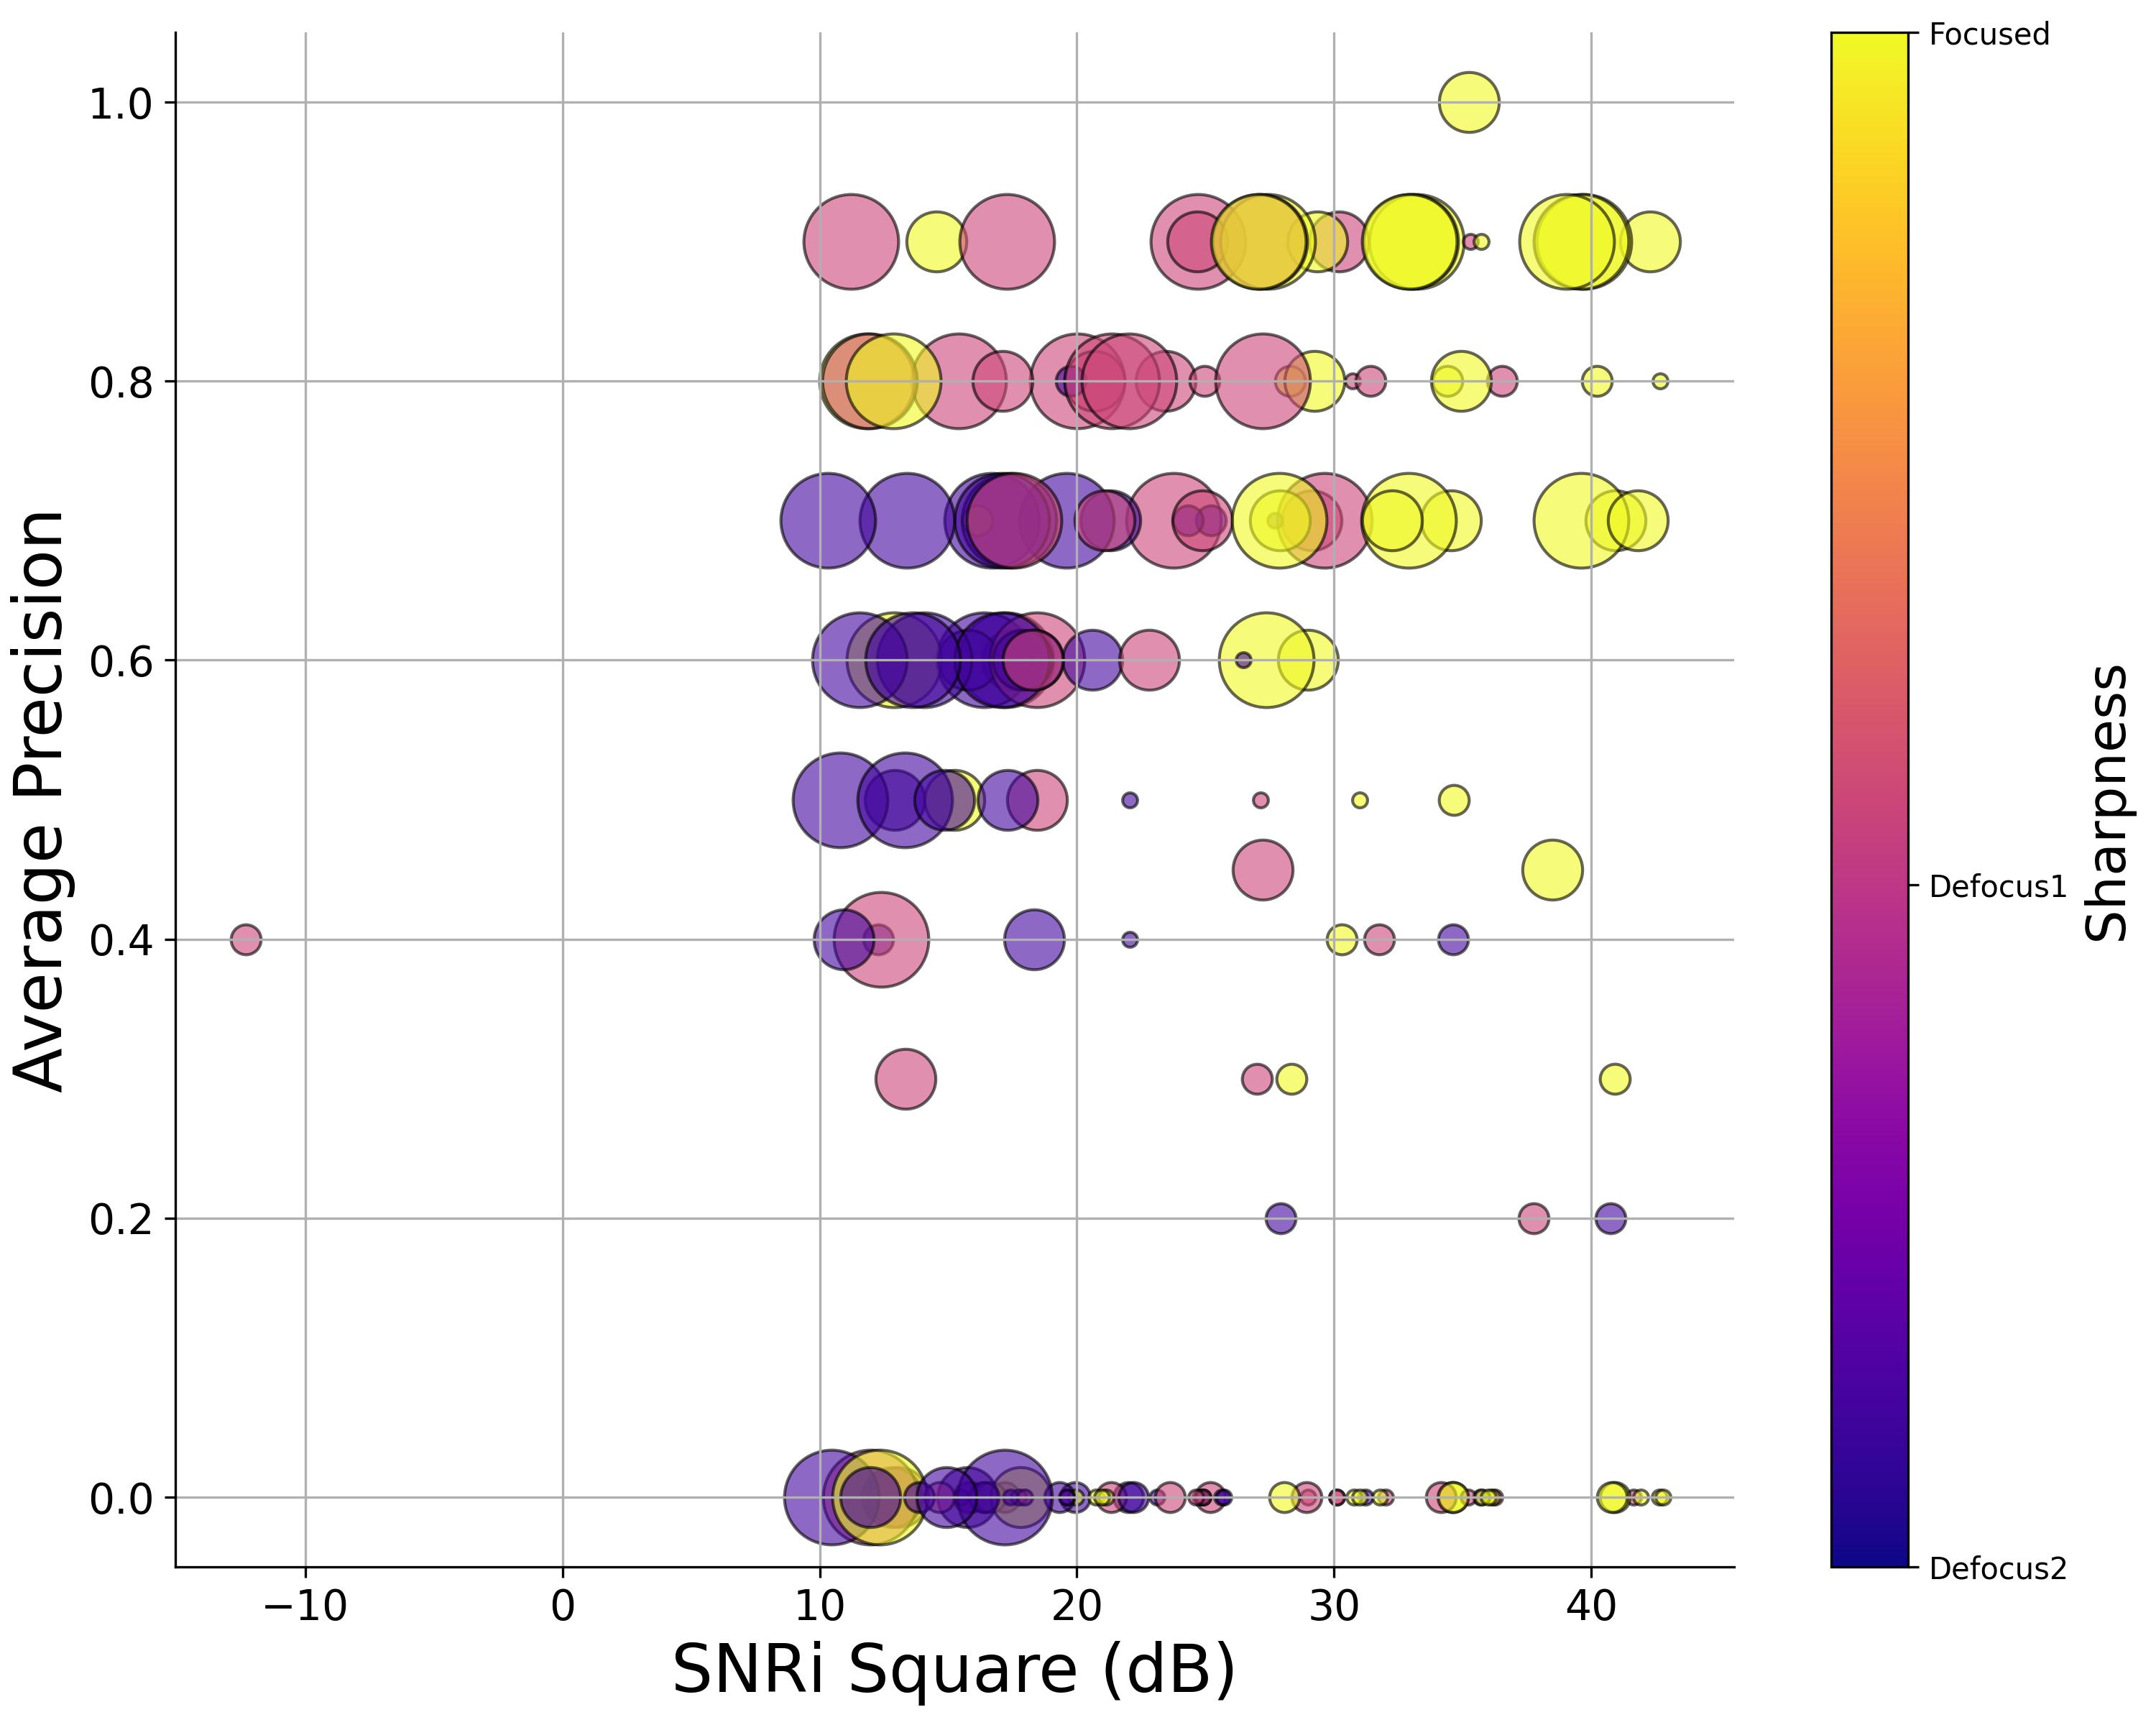 Average Precision
1.0
0.8
0.6
0.4
0.2
0.0
−10
0
10
20
30
40
SNRi Square (dB)
Focused
Defocus1
Defocus2
Sharpness